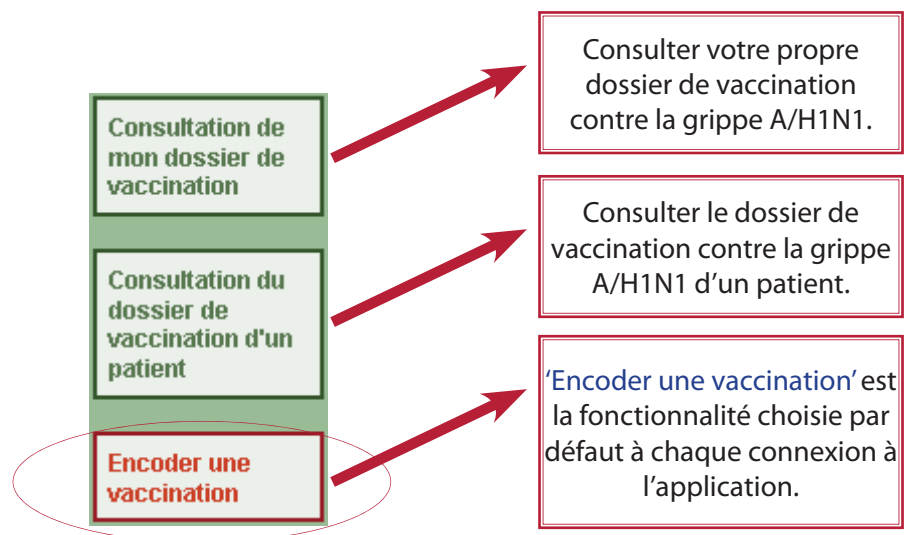 Consultation de
mon dossier de
vaccination
Consulter votre propre
dossier de vaccination
contre la grippe A/H1N1.
Consultation du
dossier de
vaccination d'un
patient
Consulter le dossier de
vaccination contre la grippe
A/H1N1 d’un patient.
Encoder une
vaccination
‘Encoder une vaccination’ est
la fonctionnalité choisie par
défaut à chaque connexion à
l’application.